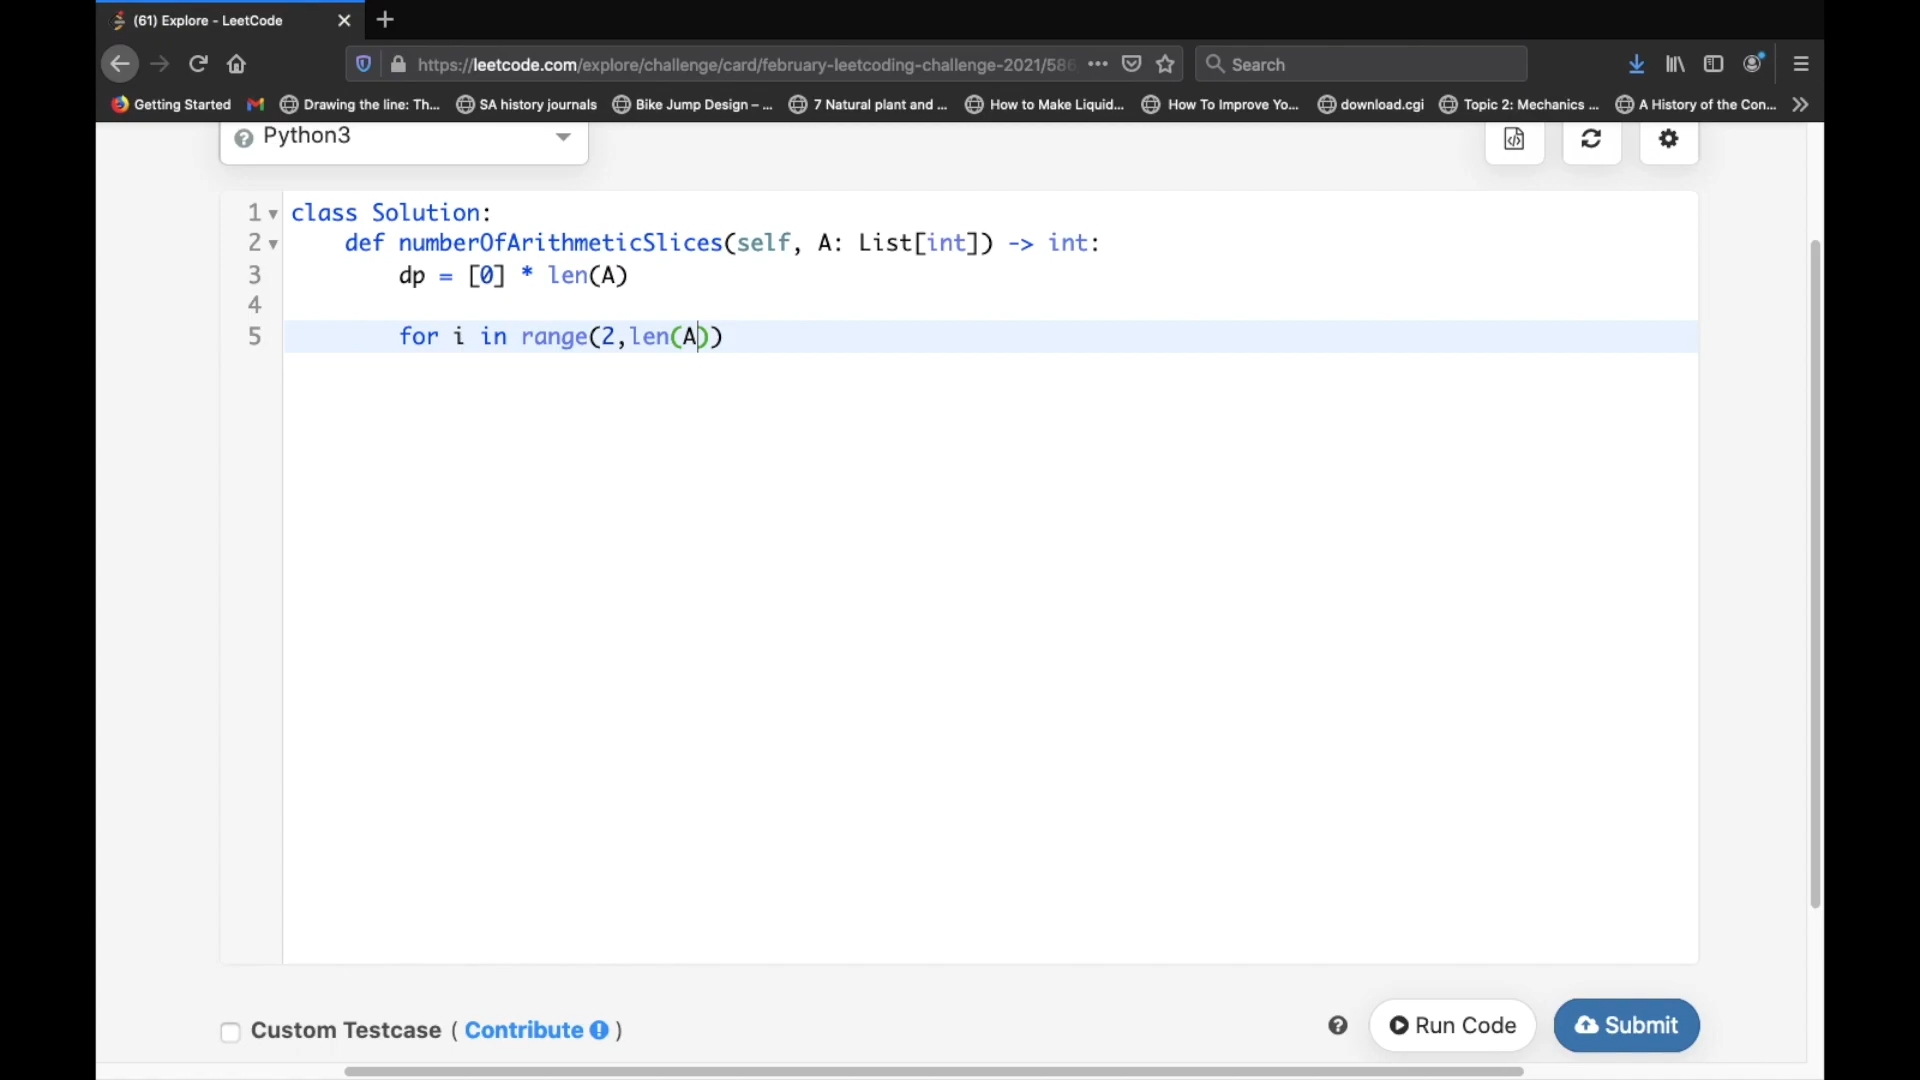 (61) Explore - LeetCode
https://leetcode.com/explore/challenge/card/february-leetcoding-challenge-2021/586
Search
Getting Started
Drawing the line: Th...
SA history journals
Bike Jump Design – ...
7 Natural plant and ...
How to Make Liquid...
How To Improve Yo...
download.cgi
Topic 2: Mechanics ...
A History of the Con...
Python3
1 class Solution:
2 def numberOfArithmeticSlices(self, A: List[int]) -> int:
3 dp = [0] * len(A)
4
5 for i in range(2,len(A))
Custom Testcase ( Contribute )
Run Code
Submit